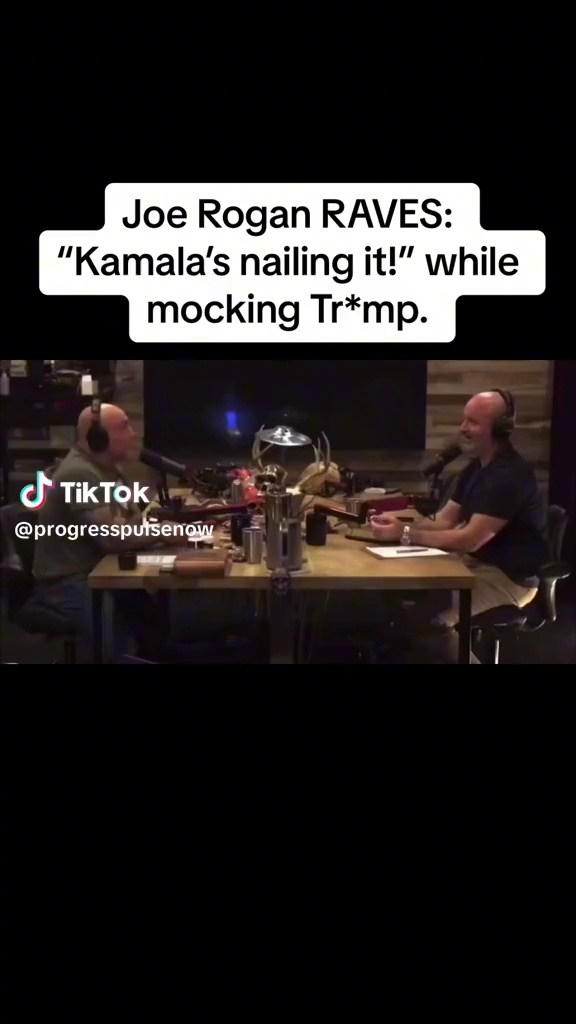 Joe Rogan RAVES:
“Kamala’s nailing it!” while
mocking Tr*mp.
TikTok
@progresspulsenow